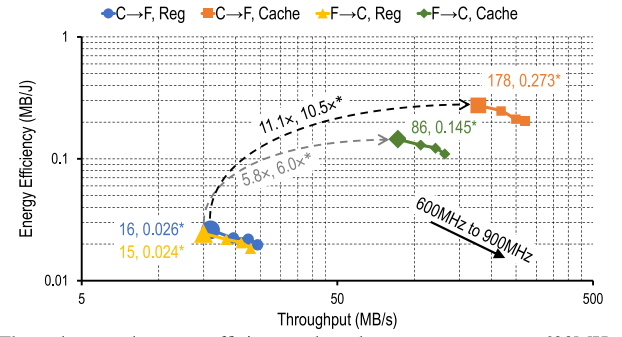 C→F, Reg C→F, Cache F→C, Reg F→C, Cache
1
178, 0.273*
11.1×, 10.5×*
86, 0.145*
0.1
5.8×, 6.0×*
600MHz to 900MHz
16, 0.026*
15, 0.024*
0.01
5 50 500
Energy Efficiency (MB/J)
Throughput (MB/s)